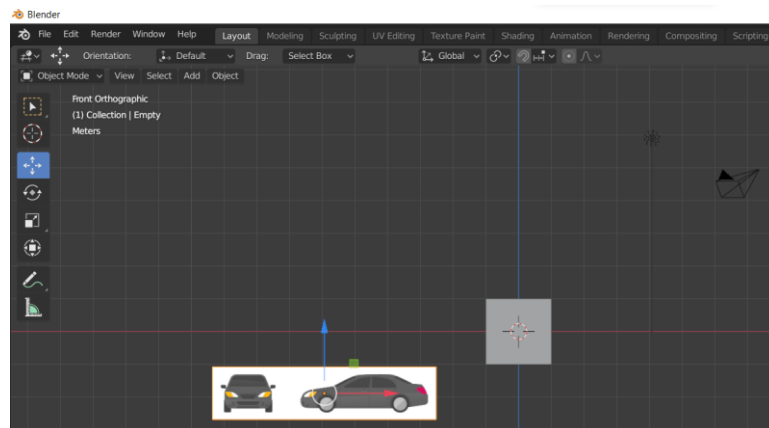 Blender
File Edit Render Window Help Layout Modeling Sculpting UV Editing Texture Paint Shading Animation Rendering Compositing Scripting
Orientation: Default Drag: Select Box Global
Object Mode View Select Add Object
Front Orthographic
(1) Collection | Empty
Meters